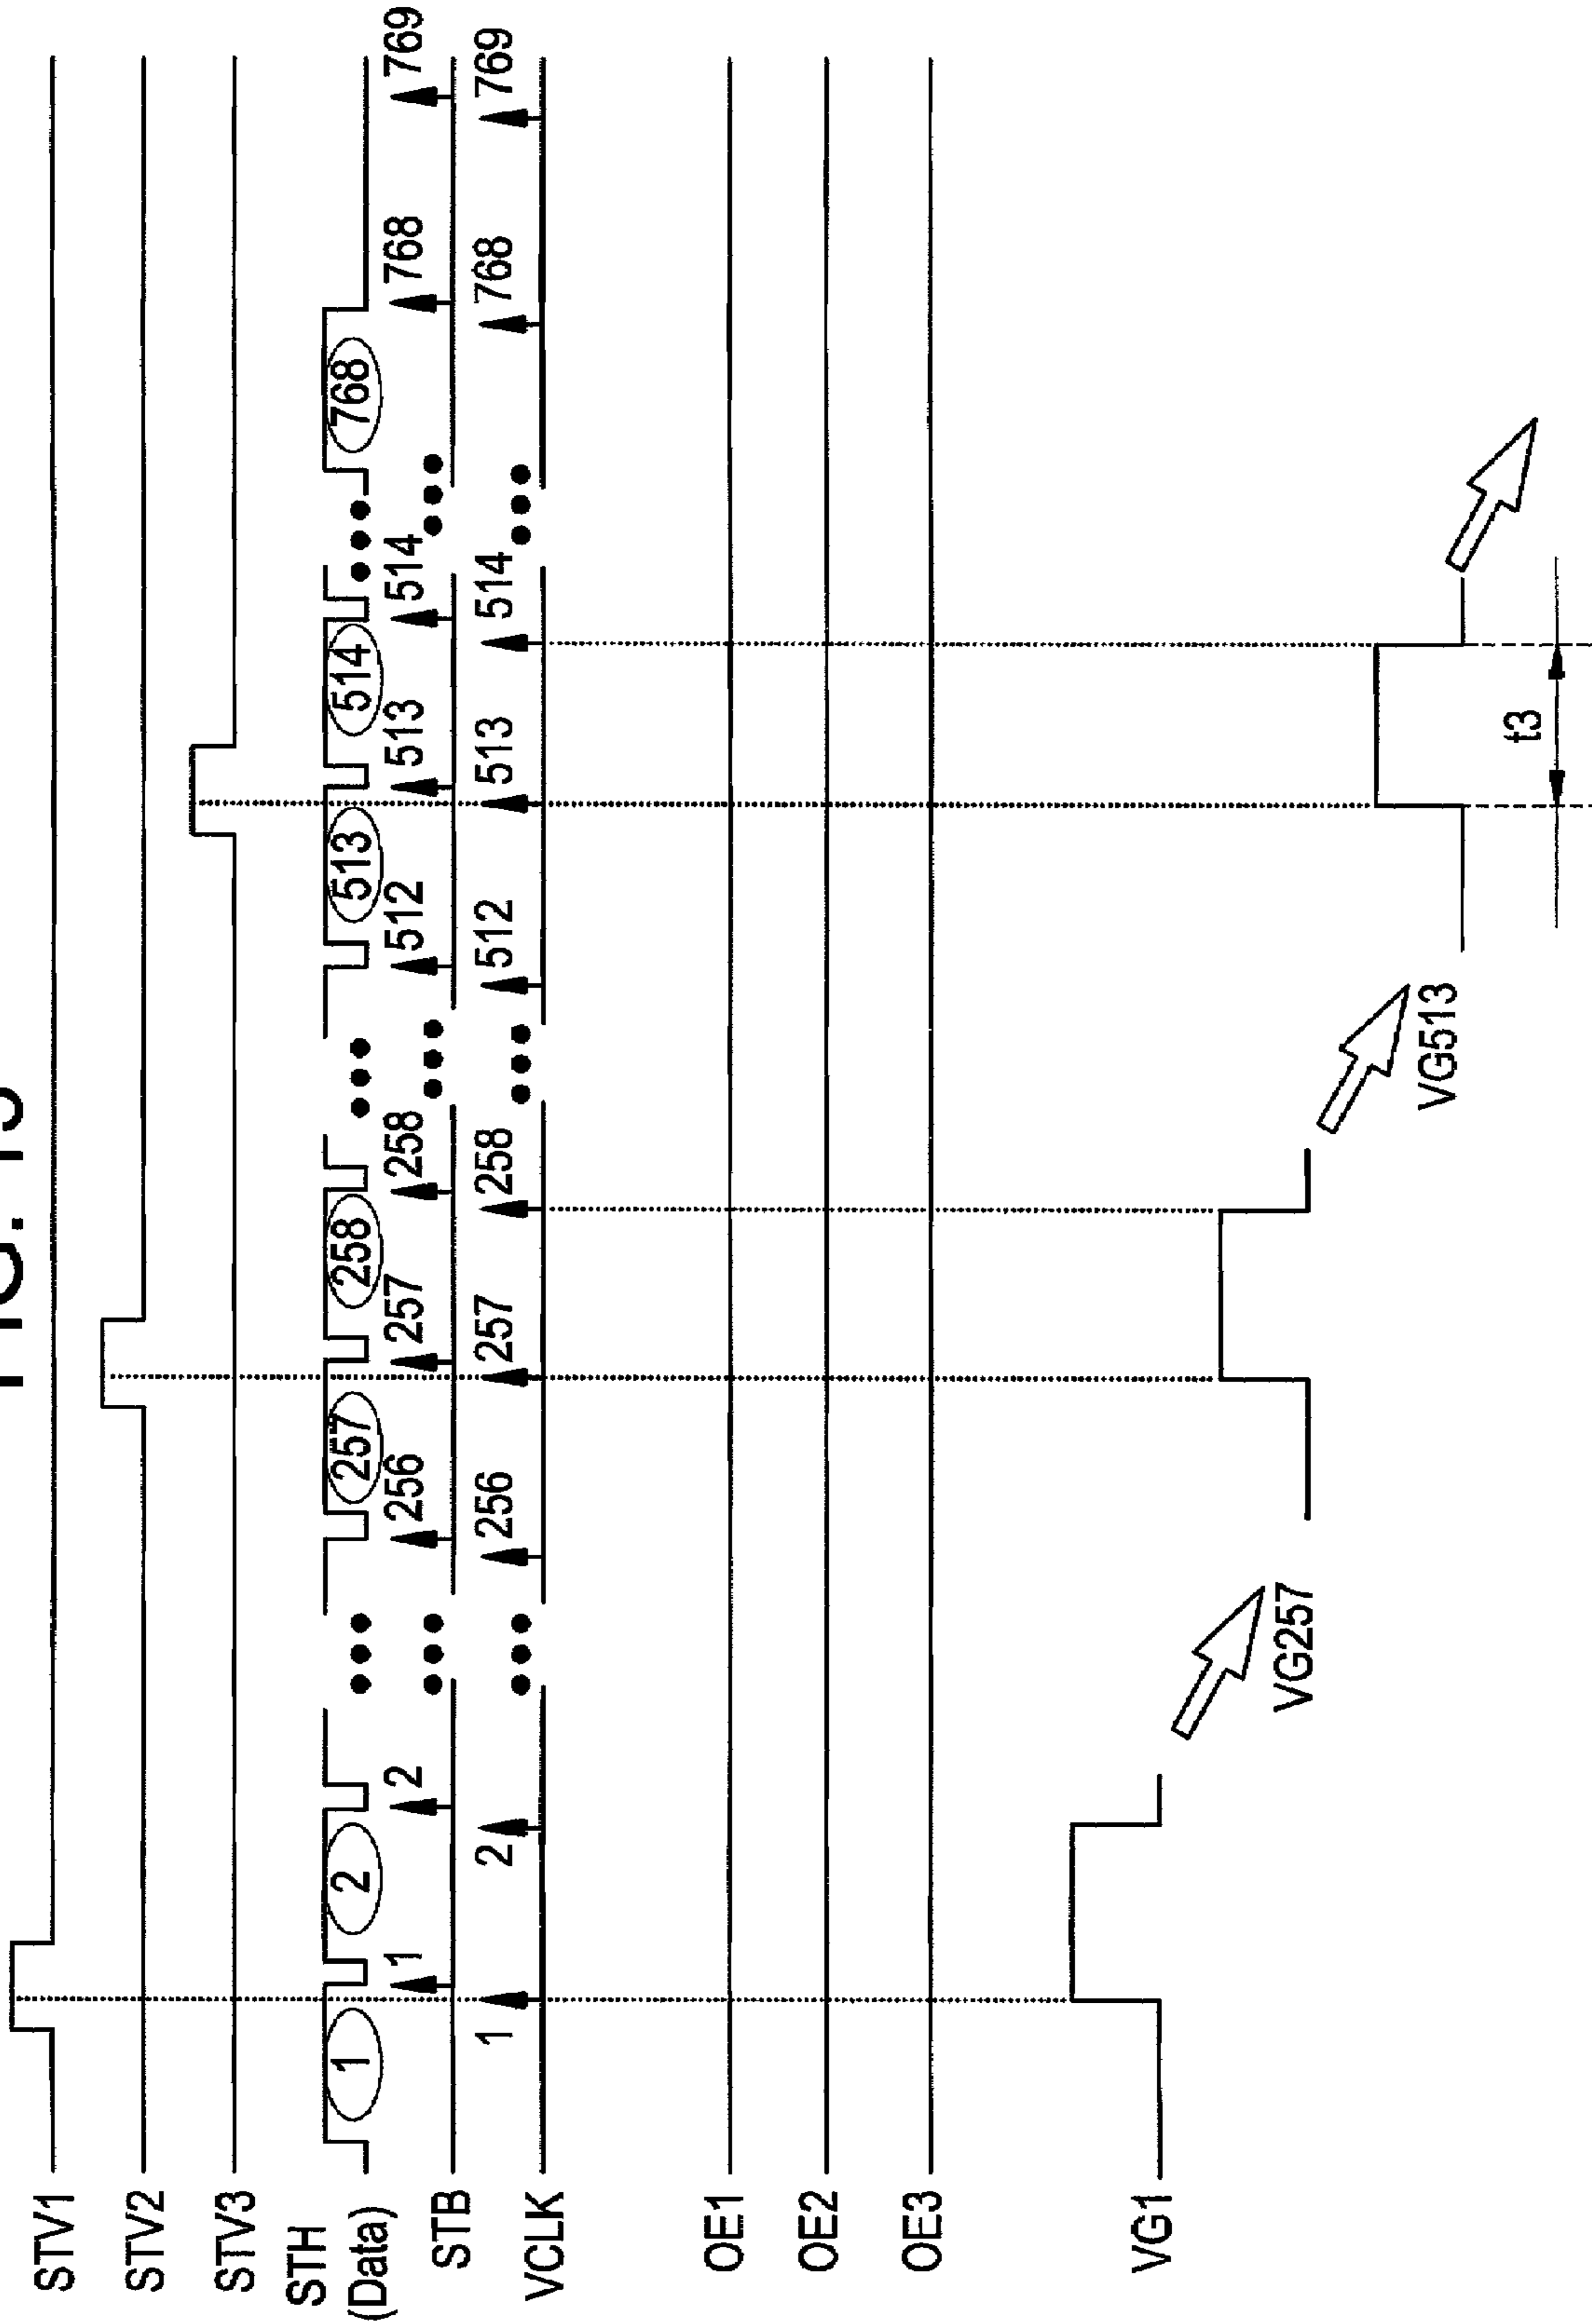 STV1
STV2
STV3
STH
(Data)
1 2 257 258 513 514 768
STB
1 2 256 257 258 512 513 514 768 769
VCLK
1 2 256 257 258 512 513 514 768 769
OE1
OE2
OE3
VG1
VG257
VG513
t3